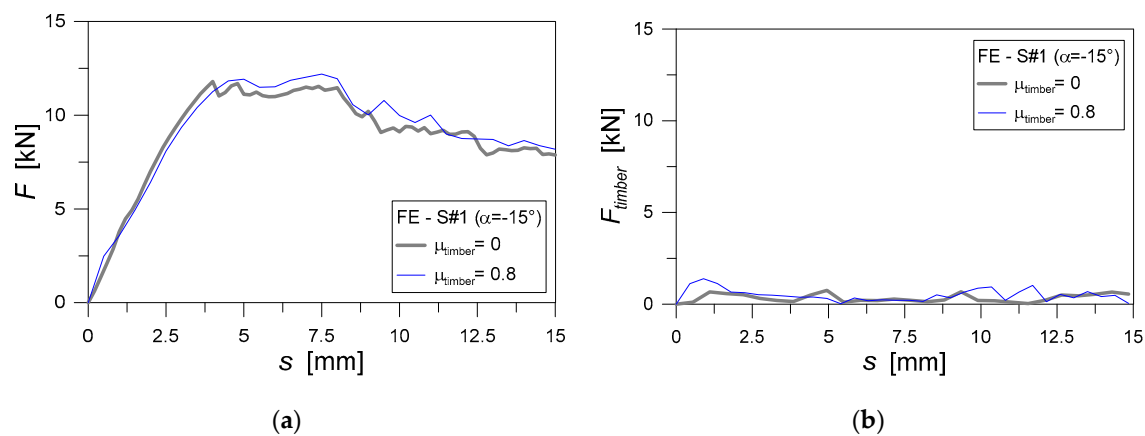 15
10
5
0
F [kN]
FE - S#1 (α=-15°)
μtimber= 0
μtimber= 0.8
0 2.5 5 7.5 10 12.5 15
s [mm]
(a)
15
10
5
0
Ftimber [kN]
FE - S#1 (α=-15°)
μtimber= 0
μtimber= 0.8
0 2.5 5 7.5 10 12.5 15
s [mm]
(b)